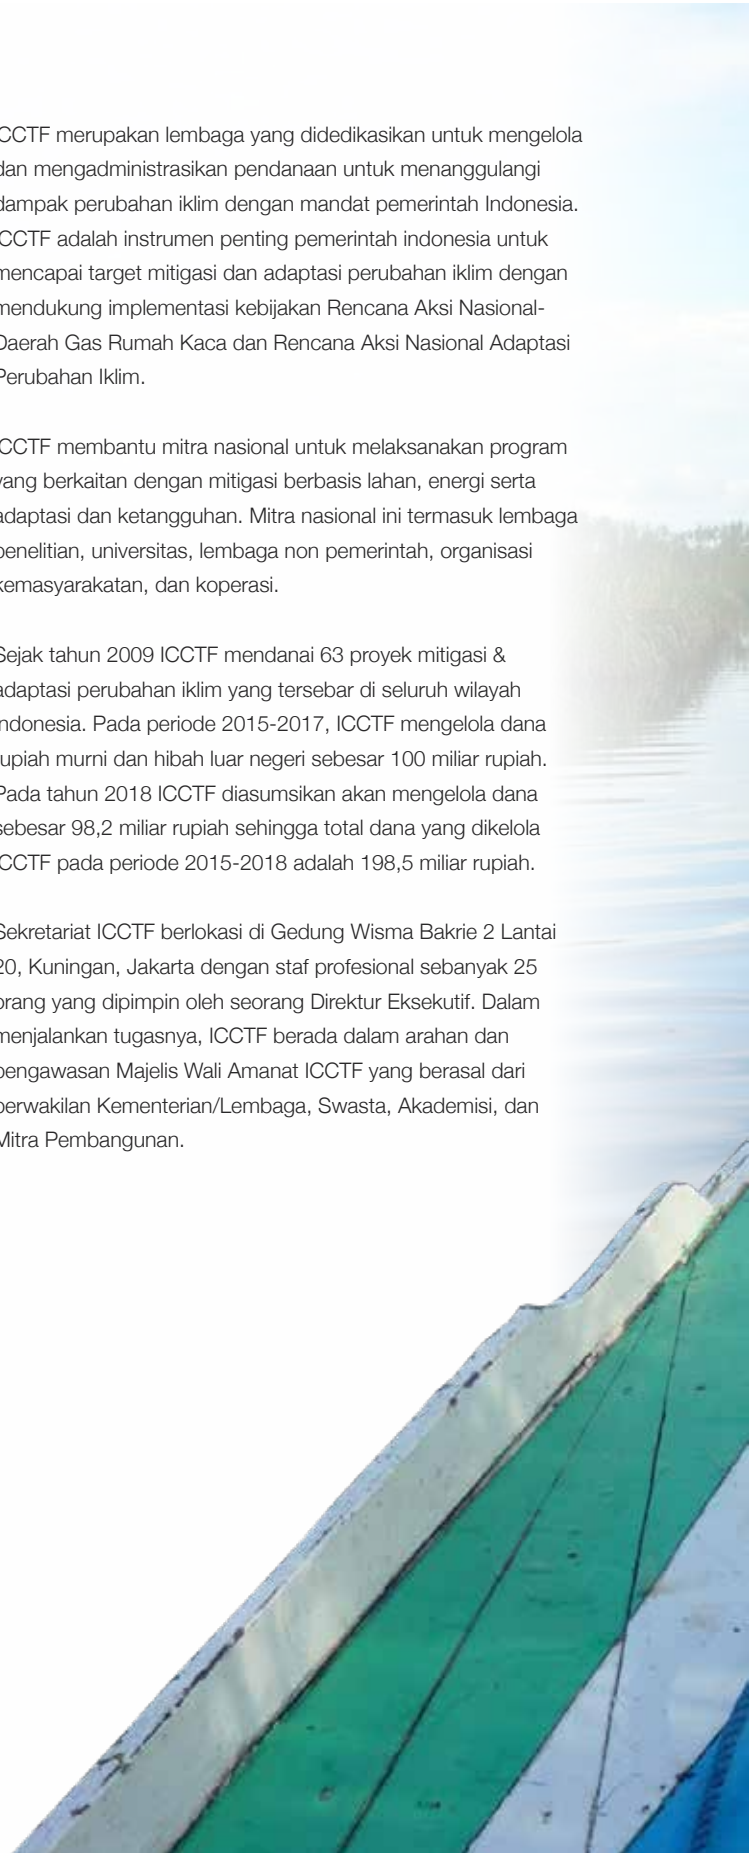 ICCTF merupakan lembaga yang didedikasikan untuk mengelola
dan mengadministrasikan pendanaan untuk menanggulangi
dampak perubahan iklim dengan mandat pemerintah Indonesia.
ICCTF adalah instrumen penting pemerintah indonesia untuk
mencapai target mitigasi dan adaptasi perubahan iklim dengan
mendukung implementasi kebijakan Rencana Aksi Nasional-
Daerah Gas Rumah Kaca dan Rencana Aksi Nasional Adaptasi
Perubahan Iklim.

ICCTF membantu mitra nasional untuk melaksanakan program
yang berkaitan dengan mitigasi berbasis lahan, energi serta
adaptasi dan ketangguhan. Mitra nasional ini termasuk lembaga
penelitian, universitas, lembaga non pemerintah, organisasi
kemasyarakatan, dan koperasi.

Sejak tahun 2009 ICCTF mendanai 63 proyek mitigasi &
adaptasi perubahan iklim yang tersebar di seluruh wilayah
Indonesia. Pada periode 2015-2017, ICCTF mengelola dana
rupiah murni dan hibah luar negeri sebesar 100 miliar rupiah.
Pada tahun 2018 ICCTF diasumsikan akan mengelola dana
sebesar 98,2 miliar rupiah sehingga total dana yang dikelola
ICCTF pada periode 2015-2018 adalah 198,5 miliar rupiah.

Sekretariat ICCTF berlokasi di Gedung Wisma Bakrie 2 Lantai
20, Kuningan, Jakarta dengan staf profesional sebanyak 25
orang yang dipimpin oleh seorang Direktur Eksekutif. Dalam
menjalankan tugasnya, ICCTF berada dalam arahan dan
pengawasan Majelis Wali Amanat ICCTF yang berasal dari
perwakilan Kementerian/Lembaga, Swasta, Akademisi, dan
Mitra Pembangunan.